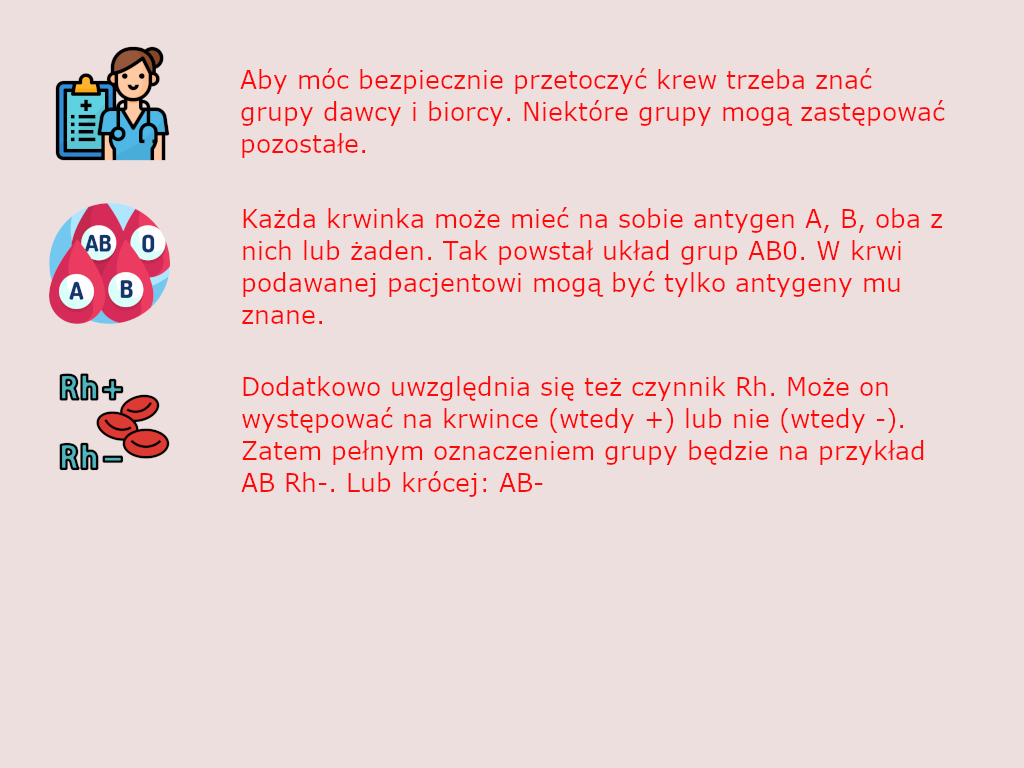 Aby móc bezpiecznie przetoczyć krew trzeba znać
grupy dawcy i biorcy. Niektóre grupy mogą zastępować
pozostałe.
AB
0
A
B
Każda krwinka może mieć na sobie antygen A, B, oba z
nich lub żaden. Tak powstał układ grup AB0. W krwi
podawanej pacjentowi mogą być tylko antygeny mu
znane.
Rh+
Rh-
Dodatkowo uwzględnia się też czynnik Rh. Może on
występować na krwince (wtedy +) lub nie (wtedy -).
Zatem pełnym oznaczeniem grupy będzie na przykład
AB Rh-. Lub krócej: AB-